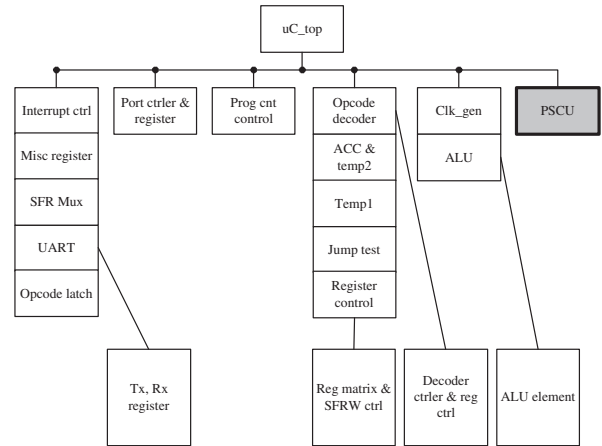 uC_top
Interrupt ctrl
Misc register
SFR Mux
UART
Opcode latch
Port ctrler &
register
Prog cnt
control
Opcode
decoder
ACC &
temp2
Temp1
Jump test
Register
control
Clk_gen
ALU
PSCU
Tx, Rx
register
Reg matrix &
SFRW ctrl
Decoder
ctrler & reg
ctrl
ALU element